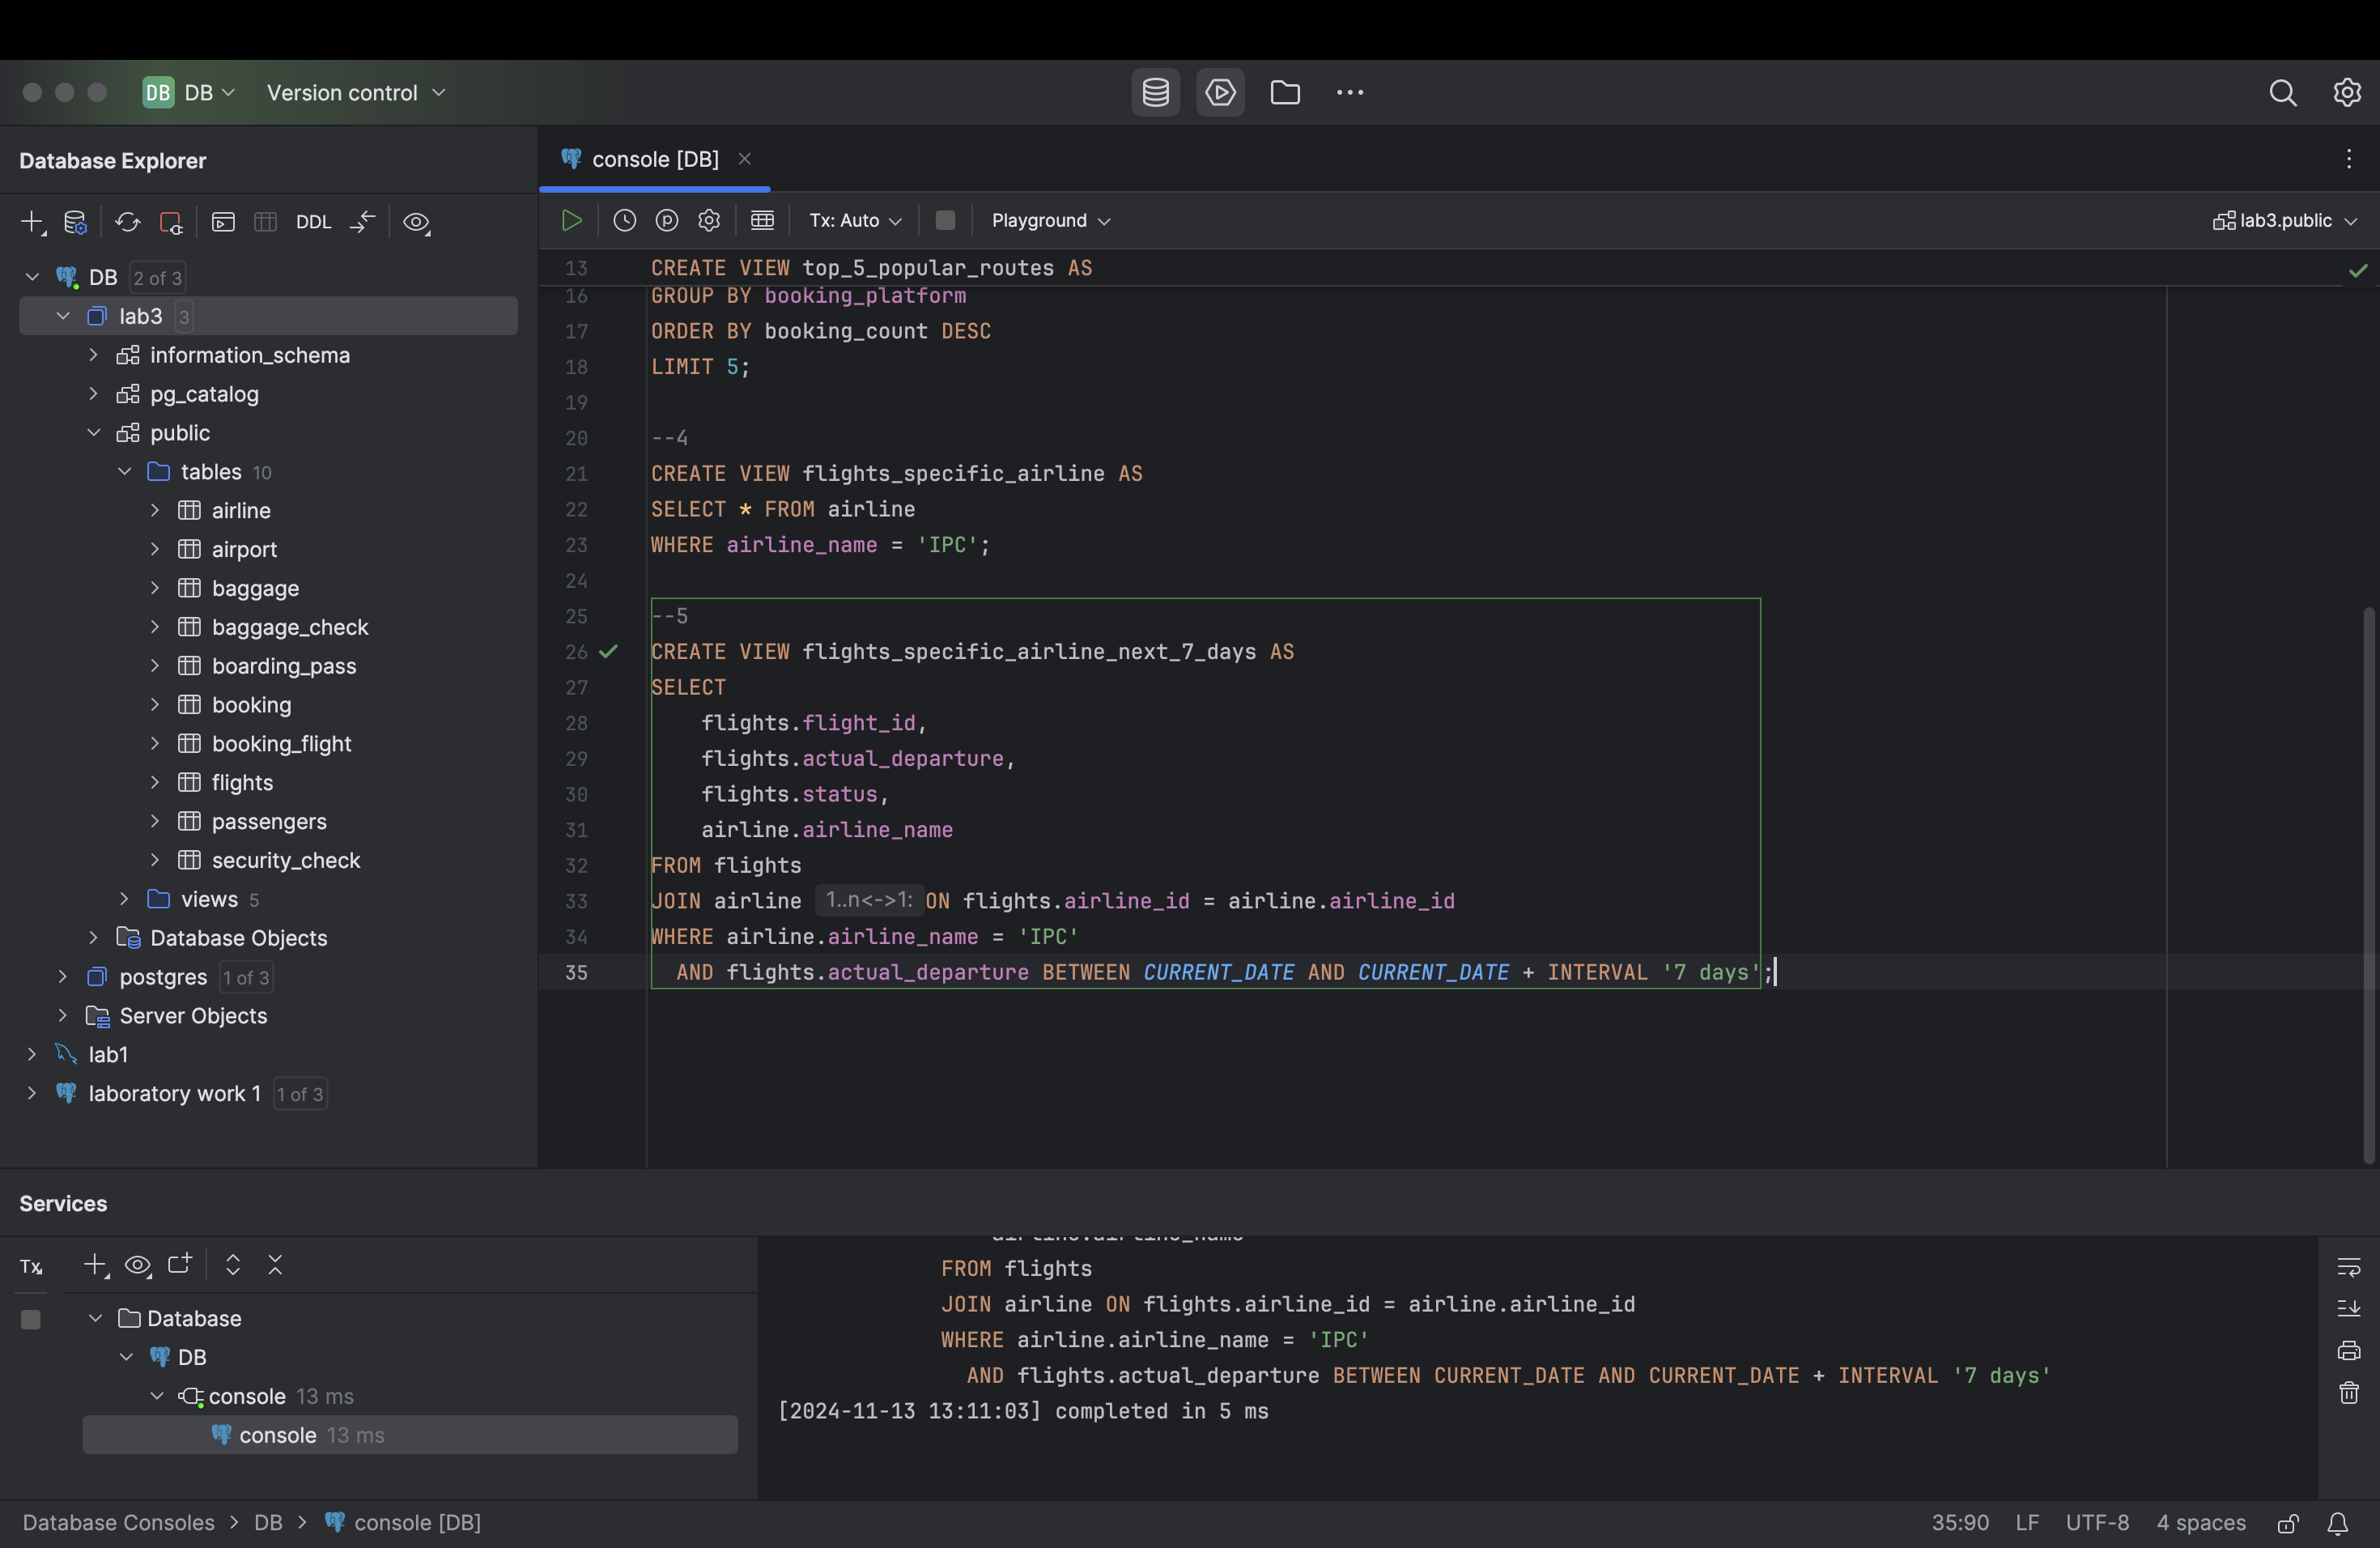 DB DB Version control
Database Explorer
console [DB]
DDL
Tx: Auto Playground lab3.public
DB 2 of 3
lab3 3
information_schema
pg_catalog
public
tables 10
airline
airport
baggage
baggage_check
boarding_pass
booking
booking_flight
flights
passengers
security_check
views 5
Database Objects
postgres 1 of 3
Server Objects
lab1
laboratory work 1 1 of 3
13 CREATE VIEW top_5_popular_routes AS
16 GROUP BY booking_platform
17 ORDER BY booking_count DESC
18 LIMIT 5;
19
20 --4
21 CREATE VIEW flights_specific_airline AS
22 SELECT * FROM airline
23 WHERE airline_name = 'IPC';
24
25 --5
26 CREATE VIEW flights_specific_airline_next_7_days AS
27 SELECT
28 flights.flight_id,
29 flights.actual_departure,
30 flights.status,
31 airline.airline_name
32 FROM flights
33 JOIN airline 1..n<->1: ON flights.airline_id = airline.airline_id
34 WHERE airline.airline_name = 'IPC'
35 AND flights.actual_departure BETWEEN CURRENT_DATE AND CURRENT_DATE + INTERVAL '7 days';
Services
Tx
Database
DB
console 13 ms
console 13 ms
airline.airline_name
FROM flights
JOIN airline ON flights.airline_id = airline.airline_id
WHERE airline.airline_name = 'IPC'
AND flights.actual_departure BETWEEN CURRENT_DATE AND CURRENT_DATE + INTERVAL '7 days'
[2024-11-13 13:11:03] completed in 5 ms
Database Consoles > DB > console [DB]
35:90 LF UTF-8 4 spaces